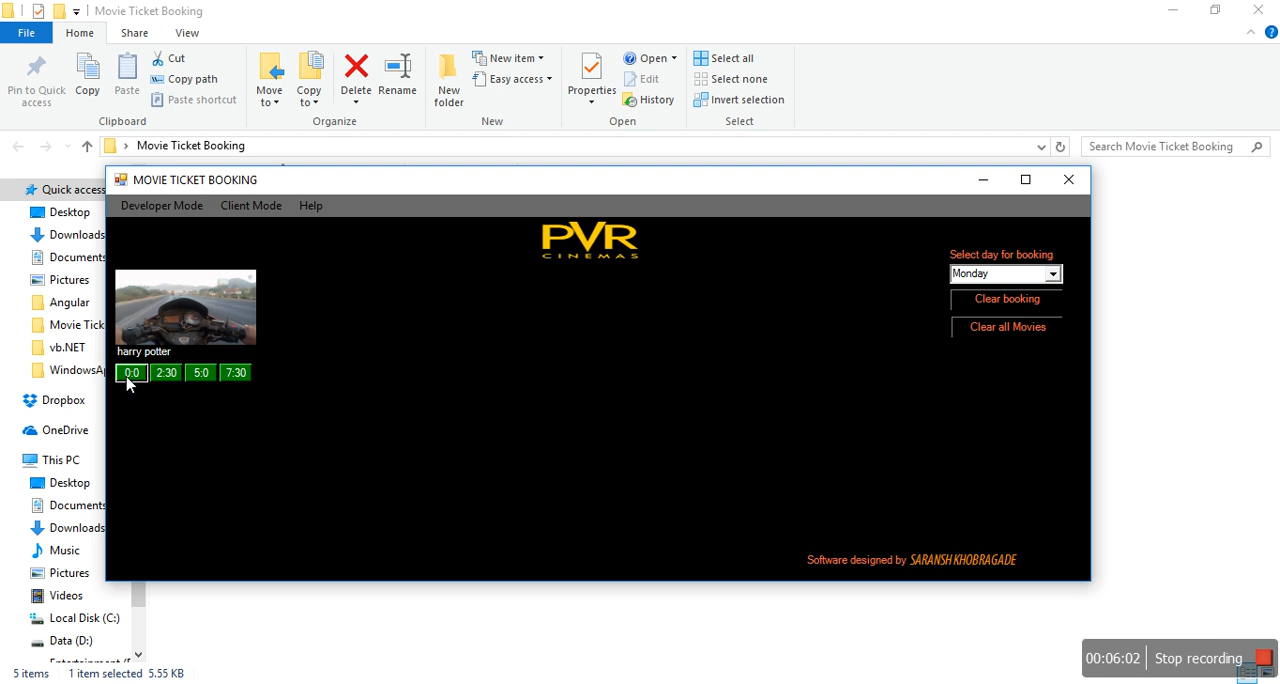 Movie Ticket Booking
File Home Share View
Pin to Quick access
Copy
Paste
Cut
Copy path
Paste shortcut
Clipboard
Move to
Copy to
Delete
Rename
Organize
New folder
New item
Easy access
New
Properties
Open
Edit
History
Open
Select all
Select none
Invert selection
Select
Movie Ticket Booking
Search Movie Ticket Booking
Quick access
Desktop
Downloads
Documents
Pictures
Angular
Movie Tick
vb.NET
WindowsAp
Dropbox
OneDrive
This PC
Desktop
Documents
Downloads
Music
Pictures
Videos
Local Disk (C:)
Data (D:)
MOVIE TICKET BOOKING
Developer Mode Client Mode Help
PVR
CINEMAS
Select day for booking
Monday
Clear booking
Clear all Movies
harry potter
0:0 2:30 5:0 7:30
Software designed by SARANSH KHOBRAGADE
5 items 1 item selected 5.55 KB
00:06:02 Stop recording